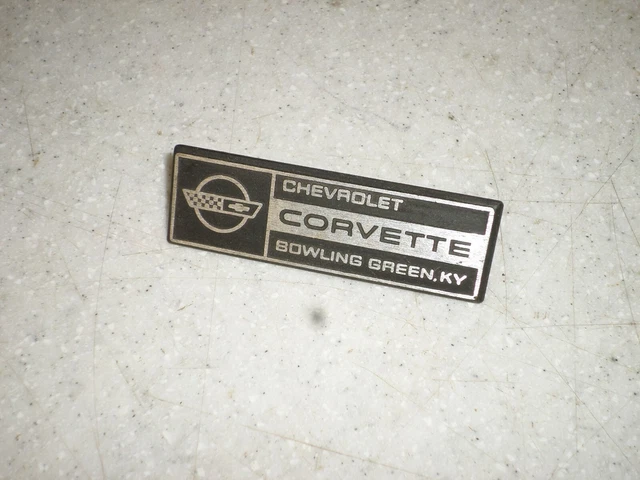 CHEVROLET
CORVETTE
BOWLING GREEN, KY